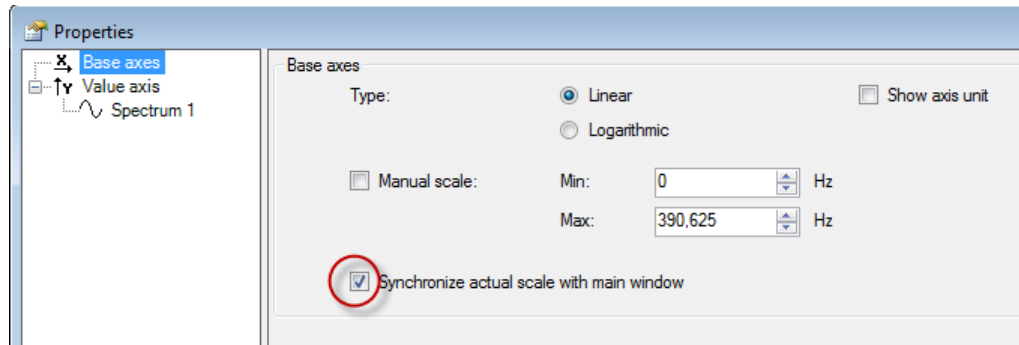 Properties
Base axes
Value axis
Spectrum 1
Base axes
Type:
Linear
Show axis unit
Logarithmic
Manual scale:
Min:
0
Hz
Max:
390,625
Hz
Synchronize actual scale with main window